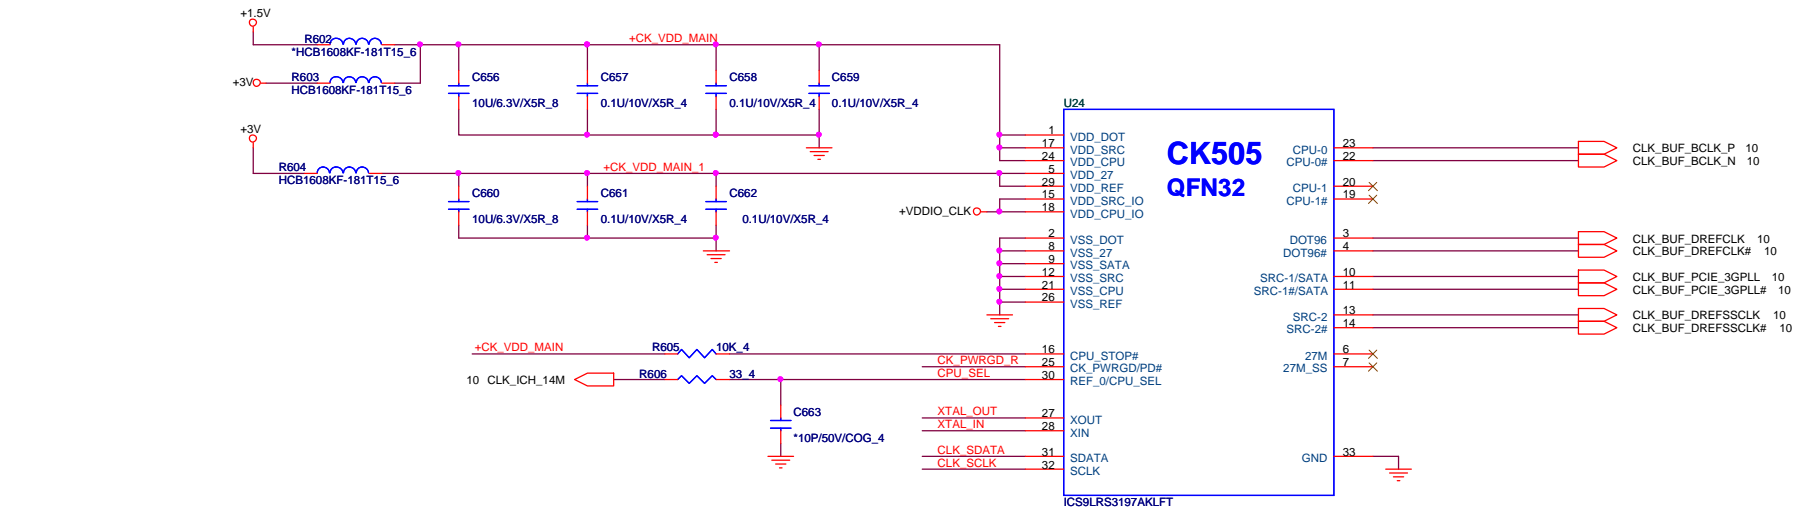 +1.5V
R602
*HCB1608KF-181T15_6
+CK_VDD_MAIN
+3V
R603
HCB1608KF-181T15_6
C656
10U/6.3V/X5R_8
C657
0.1U/10V/X5R_4
C658
0.1U/10V/X5R_4
C659
0.1U/10V/X5R_4
+3V
R604
HCB1608KF-181T15_6
+CK_VDD_MAIN_1
C660
10U/6.3V/X5R_8
C661
0.1U/10V/X5R_4
C662
0.1U/10V/X5R_4
+VDDIO_CLK
+CK_VDD_MAIN
R605
10K_4
10 CLK_ICH_14M
R606
33_4
C663
*10P/50V/COG_4
CK_PWRGD_R
CPU_SEL
XTAL_OUT
XTAL_IN
CLK_SDATA
CLK_SCLK
U24
CK505
QFN32
1 VDD_DOT
17 VDD_SRC
24 VDD_CPU
5 VDD_27
29 VDD_REF
15 VDD_SRC_IO
18 VDD_CPU_IO
2 VSS_DOT
8 VSS_27
9 VSS_SATA
12 VSS_SRC
21 VSS_CPU
26 VSS_REF
16 CPU_STOP#
25 CK_PWRGD/PD#
30 REF_0/CPU_SEL
27 XOUT
28 XIN
31 SDATA
32 SCLK
CPU-0 23
CPU-0# 22
CPU-1 20
CPU-1# 19
DOT96 3
DOT96# 4
SRC-1/SATA 10
SRC-1#/SATA 11
SRC-2 13
SRC-2# 14
27M 6
27M_SS 7
GND 33
ICS9LRS3197AKLFT
CLK_BUF_BCLK_P 10
CLK_BUF_BCLK_N 10
CLK_BUF_DREFCLK 10
CLK_BUF_DREFCLK# 10
CLK_BUF_PCIE_3GPLL 10
CLK_BUF_PCIE_3GPLL# 10
CLK_BUF_DREFSSCLK 10
CLK_BUF_DREFSSCLK# 10